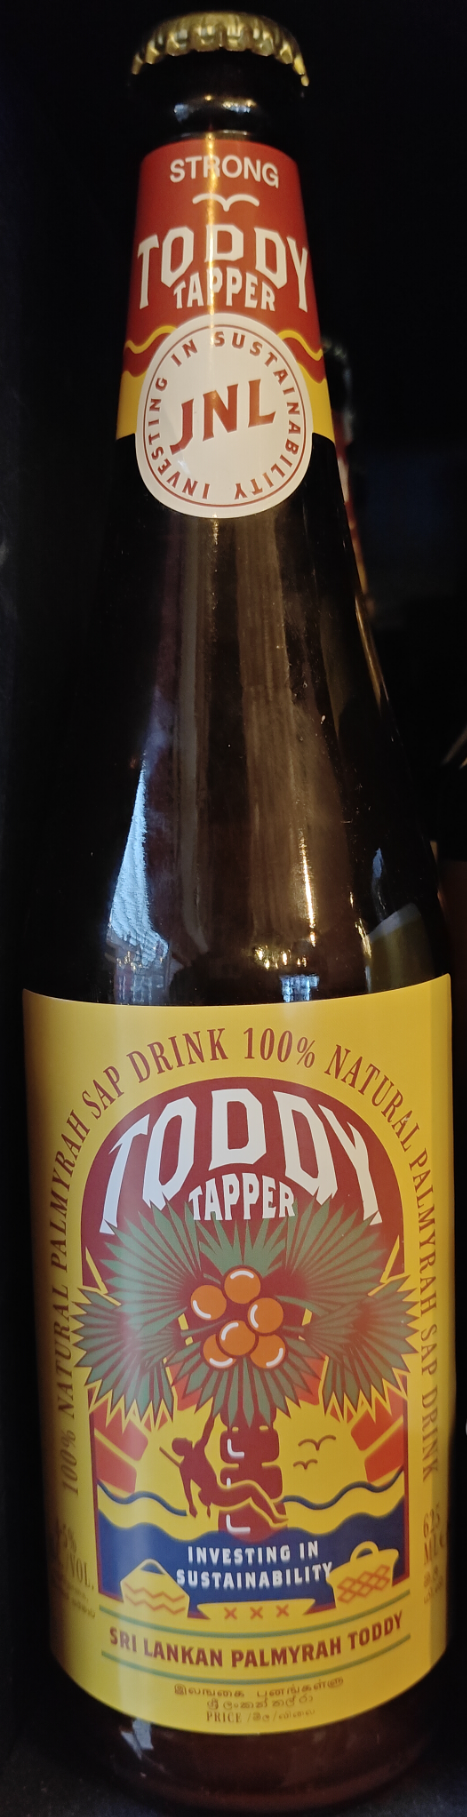 STRONG
TODDY
TAPPER
INVESTING IN SUSTAINABILITY
JNL
100% NATURAL PALMYRAH SAP DRINK 100% NATURAL PALMYRAH SAP DRINK
TODDY
TAPPER
INVESTING IN
SUSTAINABILITY
SRI LANKAN PALMYRAH TODDY
PRICE